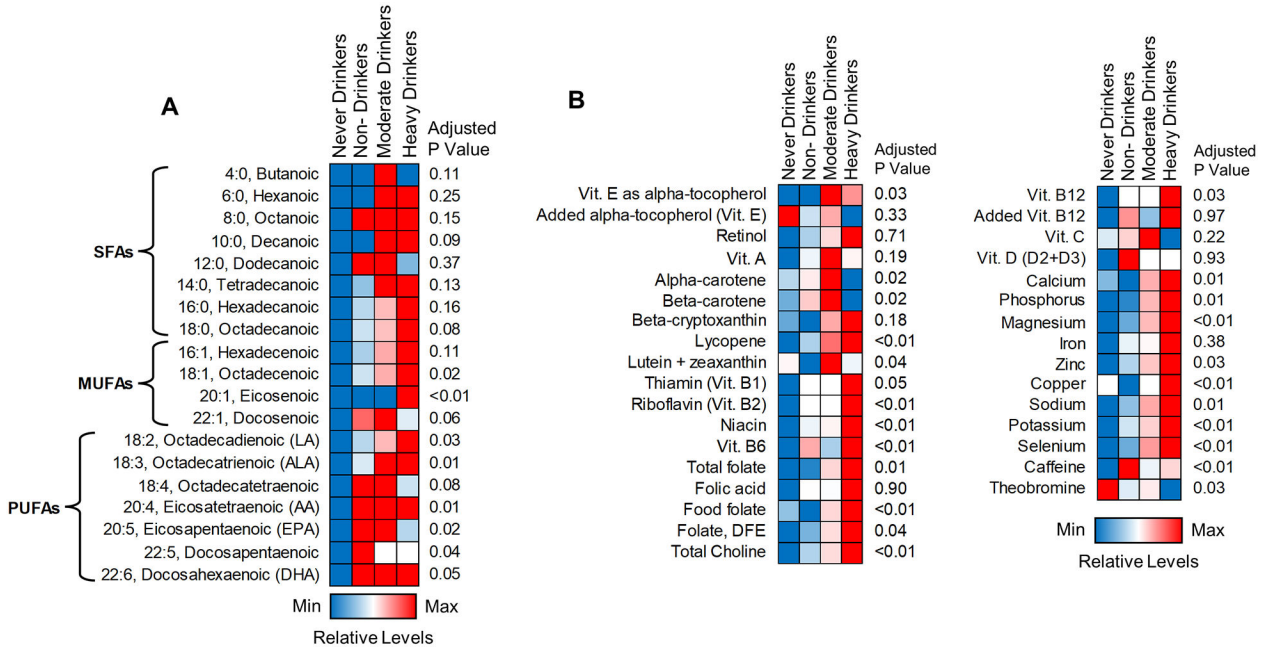 A
Never Drinkers
Non- Drinkers
Moderate Drinkers
Heavy Drinkers
Adjusted
P Value
SFAs
4:0, Butanoic 0.11
6:0, Hexanoic 0.25
8:0, Octanoic 0.15
10:0, Decanoic 0.09
12:0, Dodecanoic 0.37
14:0, Tetradecanoic 0.13
16:0, Hexadecanoic 0.16
18:0, Octadecanoic 0.08
MUFAs
16:1, Hexadecenoic 0.11
18:1, Octadecenoic 0.02
20:1, Eicosenoic <0.01
22:1, Docosenoic 0.06
PUFAs
18:2, Octadecadienoic (LA) 0.03
18:3, Octadecatrienoic (ALA) 0.01
18:4, Octadecatetraenoic 0.08
20:4, Eicosatetraenoic (AA) 0.01
20:5, Eicosapentaenoic (EPA) 0.02
22:5, Docosapentaenoic 0.04
22:6, Docosahexaenoic (DHA) 0.05
Min Max
Relative Levels
B
Never Drinkers
Non- Drinkers
Moderate Drinkers
Heavy Drinkers
Adjusted
P Value
Vit. E as alpha-tocopherol 0.03
Added alpha-tocopherol (Vit. E) 0.33
Retinol 0.71
Vit. A 0.19
Alpha-carotene 0.02
Beta-carotene 0.02
Beta-cryptoxanthin 0.18
Lycopene <0.01
Lutein + zeaxanthin 0.04
Thiamin (Vit. B1) 0.05
Riboflavin (Vit. B2) <0.01
Niacin <0.01
Vit. B6 <0.01
Total folate 0.01
Folic acid 0.90
Food folate <0.01
Folate, DFE 0.04
Total Choline <0.01
Never Drinkers
Non- Drinkers
Moderate Drinkers
Heavy Drinkers
Adjusted
P Value
Vit. B12 0.03
Added Vit. B12 0.97
Vit. C 0.22
Vit. D (D2+D3) 0.93
Calcium 0.01
Phosphorus 0.01
Magnesium <0.01
Iron 0.38
Zinc 0.03
Copper <0.01
Sodium 0.01
Potassium <0.01
Selenium <0.01
Caffeine <0.01
Theobromine 0.03
Min Max
Relative Levels